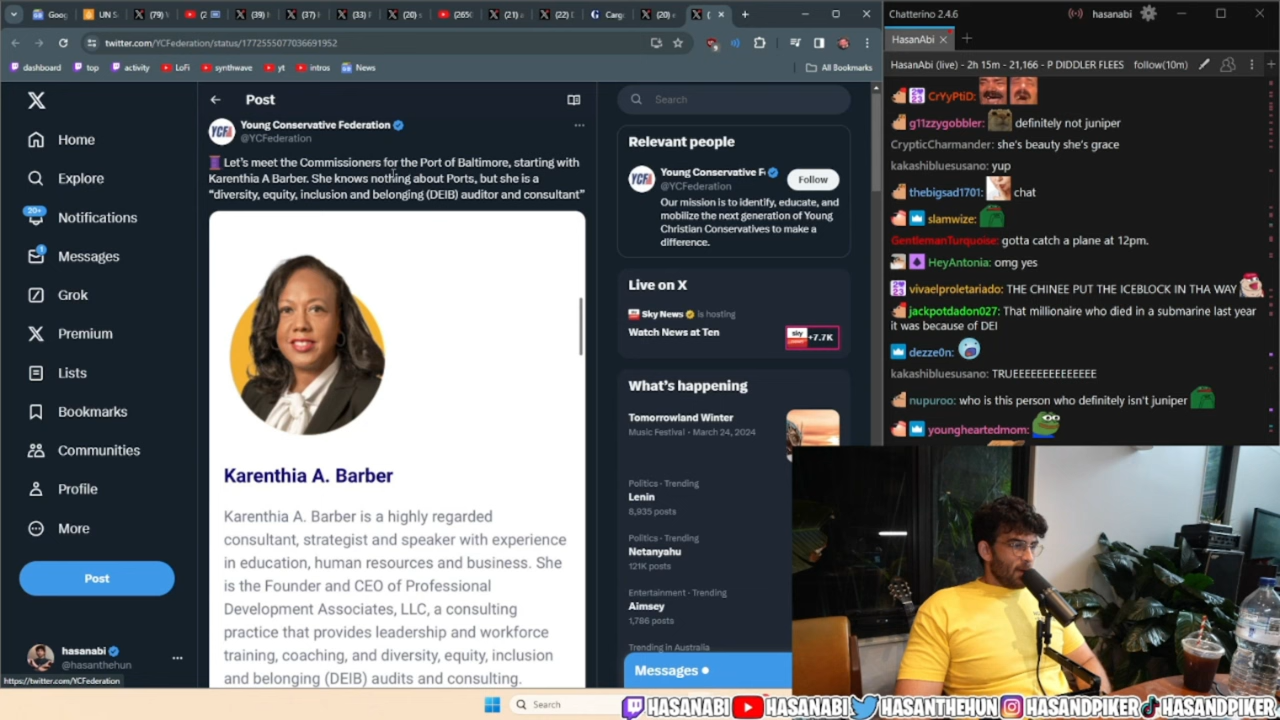 twitter.com/YCFederation/status/1772555077036691952
dashboard
top
activity
LoFi
synthwave
yt
intros
News
All Bookmarks
Home
Explore
20+
Notifications
1
Messages
Grok
Premium
Lists
Bookmarks
Communities
Profile
More
Post
hasanabi
@hasanthehun
https://twitter.com/YCFederation
Post
Young Conservative Federation
@YCFederation
Let's meet the Commissioners for the Port of Baltimore, starting with
Karenthia A Barber. She knows nothing about Ports, but she is a
“diversity, equity, inclusion and belonging (DEIB) auditor and consultant”
Karenthia A. Barber
Karenthia A. Barber is a highly regarded
consultant, strategist and speaker with experience
in education, human resources and business. She
is the Founder and CEO of Professional
Development Associates, LLC, a consulting
practice that provides leadership and workforce
training, coaching, and diversity, equity, inclusion
and belonging (DEIB) audits and consulting.
Search
Relevant people
Young Conservative F
@YCFederation
Follow
Our mission is to identify, educate, and
mobilize the next generation of Young
Christian Conservatives to make a
difference.
Live on X
Sky News is hosting
Watch News at Ten
+7.7K
What's happening
Tomorrowland Winter
Music Festival · March 24, 2024
Politics · Trending
Lenin
8,935 posts
Politics · Trending
Netanyahu
121K posts
Entertainment · Trending
Aimsey
1,786 posts
Trending in Australia
Messages
Chatterino 2.4.6
hasanabi
HasanAbi
HasanAbi (live) - 2h 15m - 21,166 - P DIDDLER FLEES
follow(10m)
CrYyPtiD:
g11zzygobbler: definitely not juniper
CrypticCharmander: she's beauty she's grace
kakashibluesusano: yup
thebigsad1701: chat
slamwize:
GentlemanTurquoise: gotta catch a plane at 12pm.
HeyAntonia: omg yes
vivaelproletariado: THE CHINEE PUT THE ICEBLOCK IN THA WAY
jackpotdadon027: That millionaire who died in a submarine last year
it was because of DEI
dezze0n:
kakashibluesusano: TRUEEEEEEEEEEEEE
nupuroo: who is this person who definitely isn't juniper
youngheartedmom:
Search
HASANABI
HASANABI
HASANTHEHUN
HASANDPIKER
HASANDPIKER